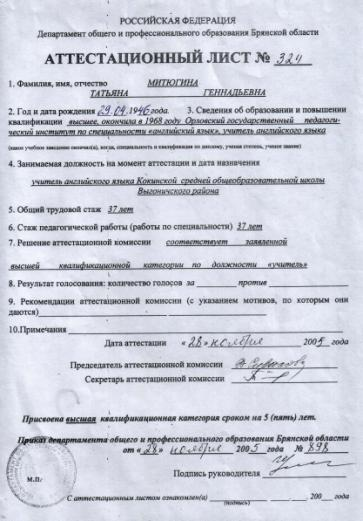 РОССИЙСКАЯ ФЕДЕРАЦИЯ
Департамент общего и профессионального образования Брянской области
АТТЕСТАЦИОННЫЙ ЛИСТ № 324
1. Фамилия, имя, отчество МИТЮГИНА
ТАТЬЯНА ГЕННАДЬЕВНА
2. Год и дата рождения 29.04.1946 года. 3. Сведения об образовании и повышении
квалификации высшее, окончила в 1968 году Орловский государственный педагоги-
ческий институт по специальности «английский язык», учитель английского языка
(какое учебное заведение окончил(а), когда, специальность и квалификация по диплому, ученая степень, ученое звание)
4. Занимаемая должность на момент аттестации и дата назначения
учитель английского языка Кокинской средней общеобразовательной школы
Выгоничского района
5. Общий трудовой стаж 37 лет
6. Стаж педагогической работы (работы по специальности) 37 лет
7. Решение аттестационной комиссии соответствует заявленной
высшей квалификационной категории по должности «учитель»
8. Результат голосования: количество голосов за против
9. Рекомендации аттестационной комиссии (с указанием мотивов, по которым они
даются)
10.Примечания
Дата аттестации «28» ноября 2005 года
Председатель аттестационной комиссии
Секретарь аттестационной комиссии
Присвоена высшая квалификационная категория сроком на 5 (пять) лет.
Приказ департамента общего и профессионального образования Брянской области
от «28» ноября 2005 года № 898
Подпись руководителя
М.П.
С аттестационным листом ознакомлен(а) 200 года
(подпись)